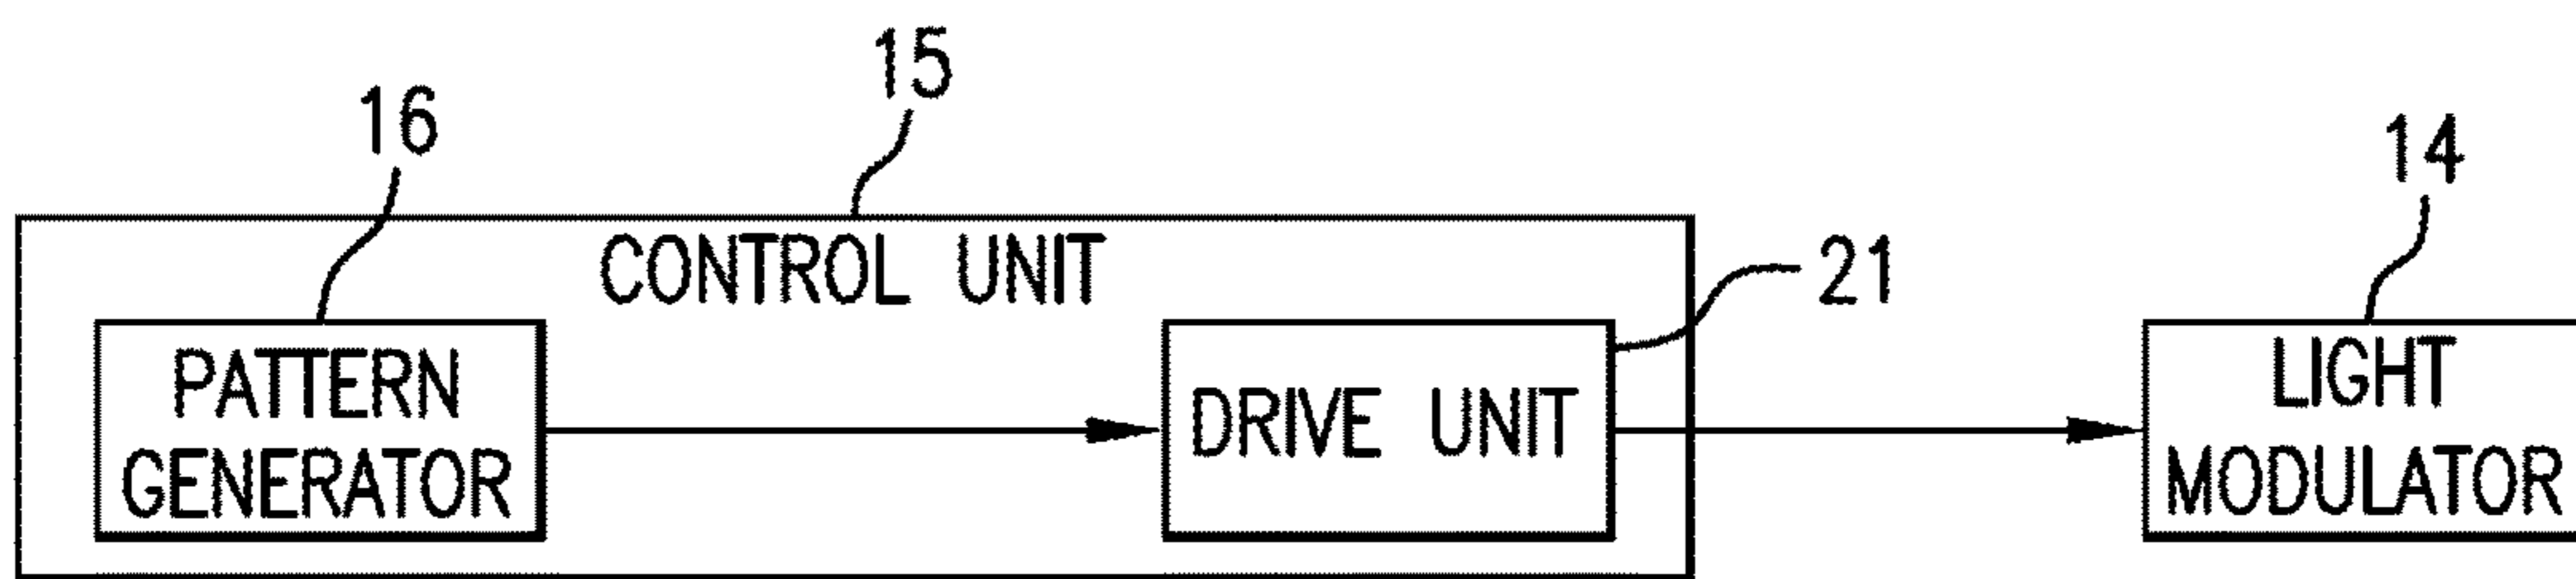 15
16
14
CONTROL UNIT
21
PATTERN
GENERATOR
DRIVE UNIT
LIGHT
MODULATOR